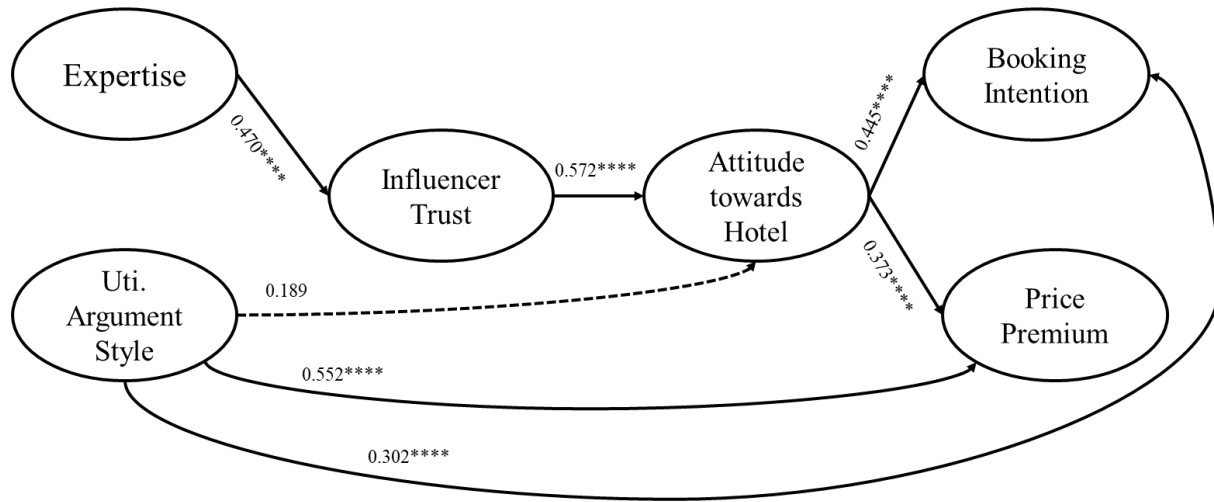 Expertise
0.470****
Influencer
Trust
0.572****
Attitude
towards
Hotel
0.445****
Booking
Intention
0.373****
Price
Premium
Uti.
Argument
Style
0.189
0.552****
0.302****